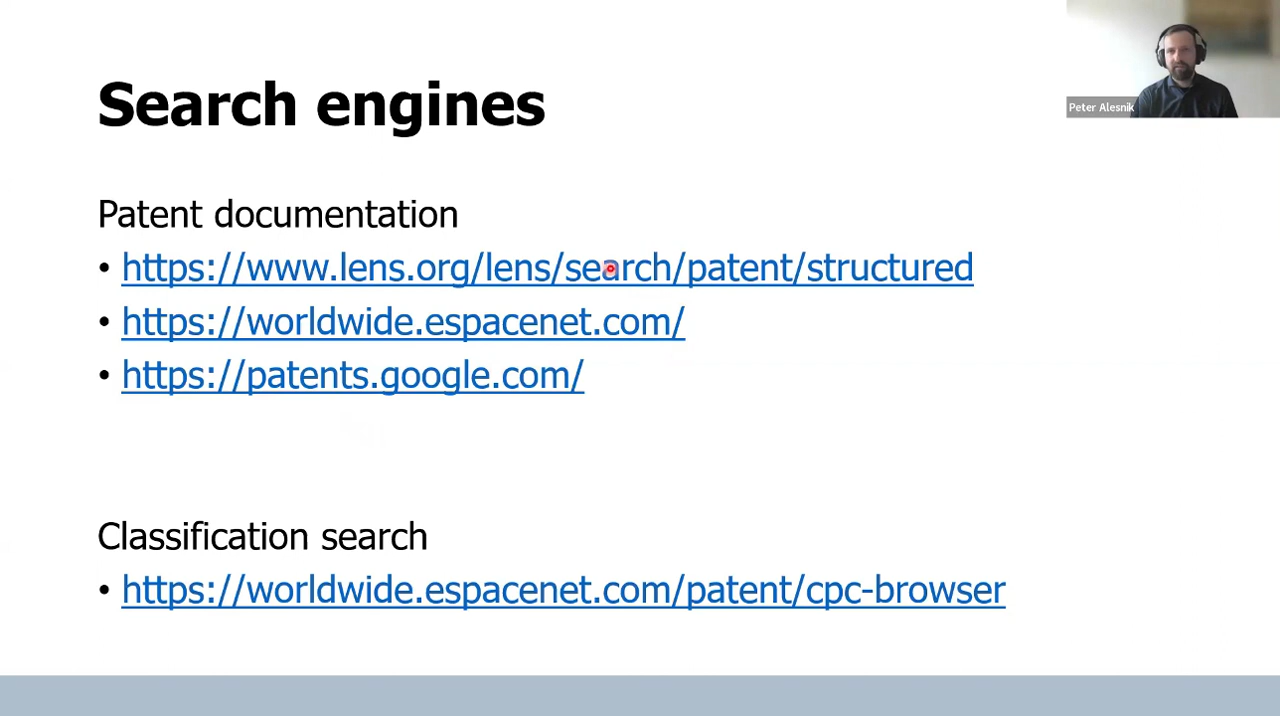 Search engines
Peter Alesnik
Patent documentation
• https://www.lens.org/lens/search/patent/structured
• https://worldwide.espacenet.com/
• https://patents.google.com/
Classification search
• https://worldwide.espacenet.com/patent/cpc-browser